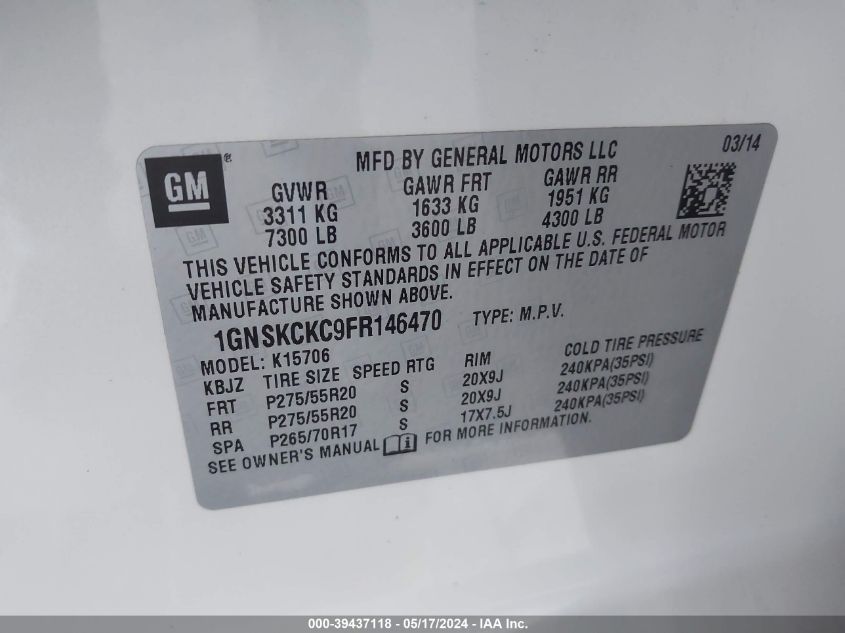 GM®
MFD BY GENERAL MOTORS LLC
03/14
GVWR GAWR FRT GAWR RR
3311 KG 1633 KG 1951 KG
7300 LB 3600 LB 4300 LB
THIS VEHICLE CONFORMS TO ALL APPLICABLE U.S. FEDERAL MOTOR
VEHICLE SAFETY STANDARDS IN EFFECT ON THE DATE OF
MANUFACTURE SHOWN ABOVE.
1GNSKCKC9FR146470 TYPE: M.P.V.
MODEL: K15706
KBJZ TIRE SIZE SPEED RTG RIM COLD TIRE PRESSURE
FRT P275/55R20 S 20X9J 240KPA(35PSI)
RR P275/55R20 S 20X9J 240KPA(35PSI)
SPA P265/70R17 S 17X7.5J 240KPA(35PSI)
SEE OWNER'S MANUAL FOR MORE INFORMATION.
000-39437118 - 05/17/2024 - IAA Inc.